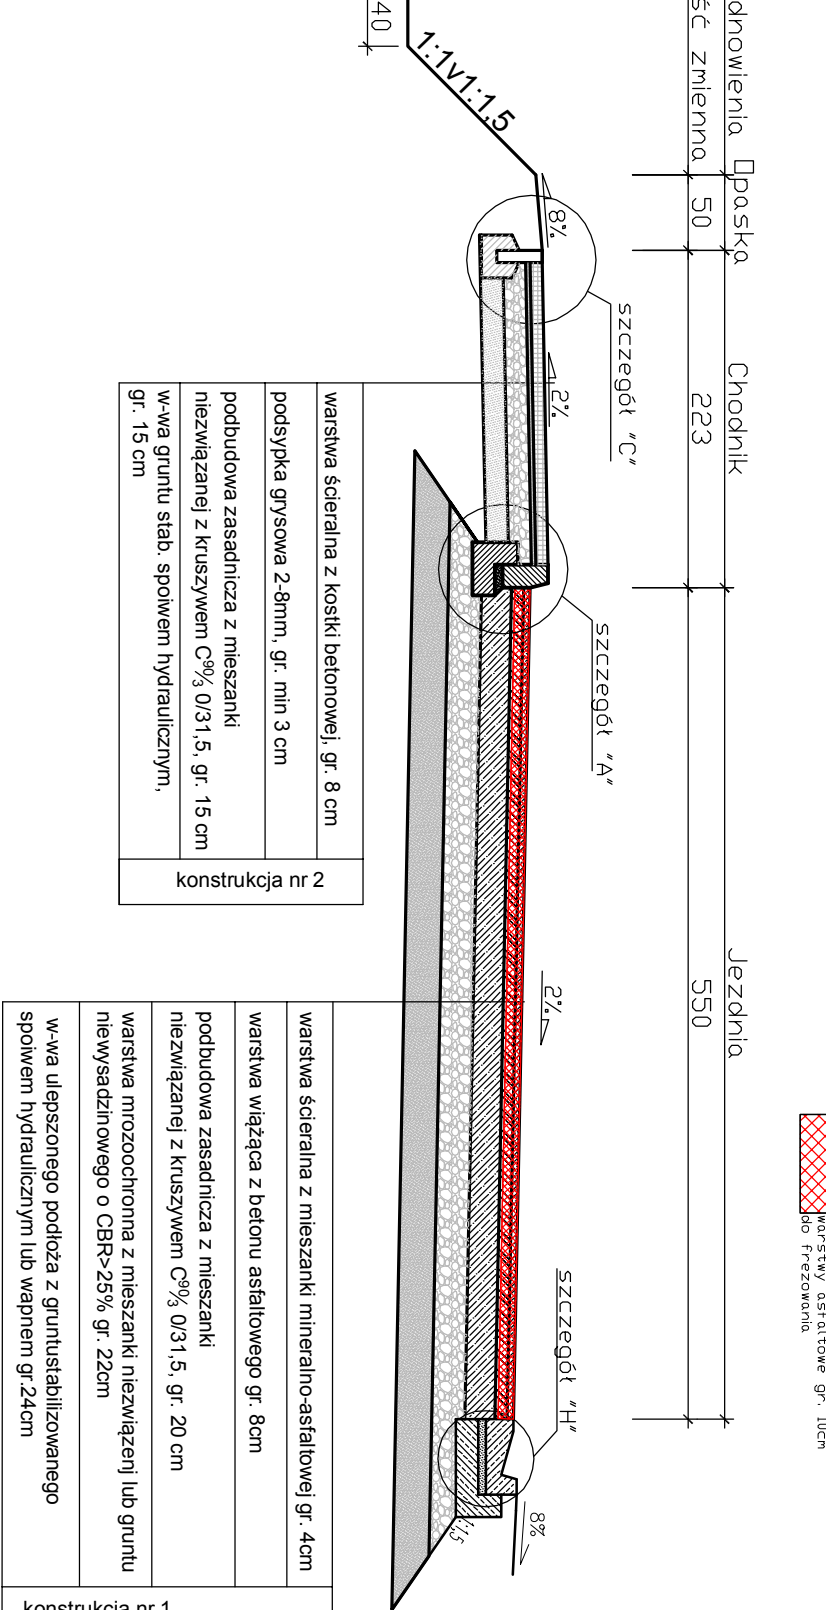 dnowienia
Opaska
Chodnik
Jezdnia
ść zmienna
50
223
550
40
1:1v1:1,5
8%
2%
2%
8%
1:1,5
szczegół "C"
szczegół "A"
szczegół "H"
warstwy asfaltowe gr. 10cm
do frezowania
warstwa ścieralna z kostki betonowej, gr. 8 cm
podsypka grysowa 2-8mm, gr. min 3 cm
podbudowa zasadnicza z mieszanki
niezwiązanej z kruszywem C90/3 0/31,5, gr. 15 cm
w-wa gruntu stab. spoiwem hydraulicznym,
gr. 15 cm
konstrukcja nr 2
warstwa ścieralna z mieszanki mineralno-asfaltowej gr. 4cm
warstwa wiążąca z betonu asfaltowego gr. 8cm
podbudowa zasadnicza z mieszanki
niezwiązanej z kruszywem C90/3 0/31,5, gr. 20 cm
warstwa mrozoochronna z mieszanki niezwiązenj lub gruntu
niewysadzinowego o CBR>25% gr. 22cm
w-wa ulepszonego podłoża z gruntustabilizowanego
spoiwem hydraulicznym lub wapnem gr.24cm
konstrukcja nr 1